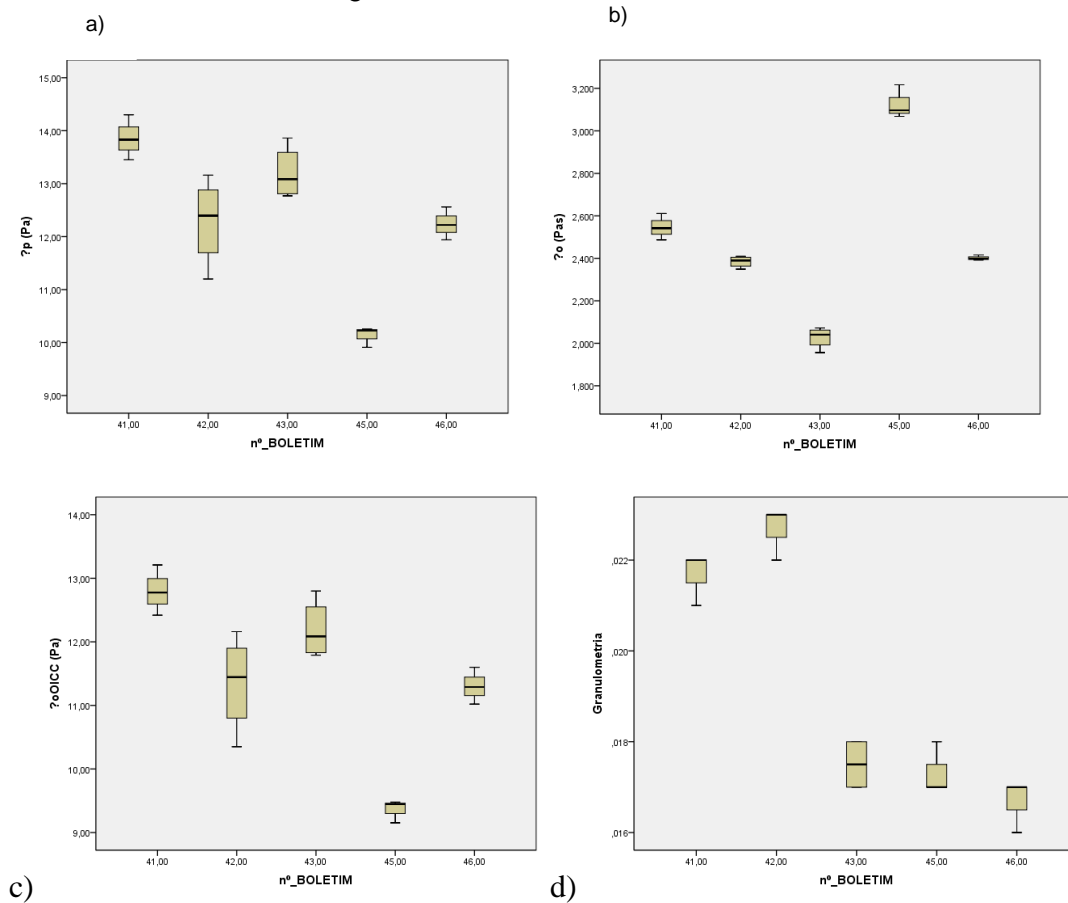 a)
b)
15,00
14,00
13,00
12,00
11,00
10,00
9,00
?p (Pa)
41,00 42,00 43,00 45,00 46,00
nº_BOLETIM
3,200
3,000
2,800
2,600
2,400
2,200
2,000
1,800
?o (Pas)
41,00 42,00 43,00 45,00 46,00
nº_BOLETIM
14,00
13,00
12,00
11,00
10,00
9,00
?oOICC (Pa)
41,00 42,00 43,00 45,00 46,00
nº_BOLETIM
c)
,022
,020
,018
,016
Granulometria
41,00 42,00 43,00 45,00 46,00
nº_BOLETIM
d)